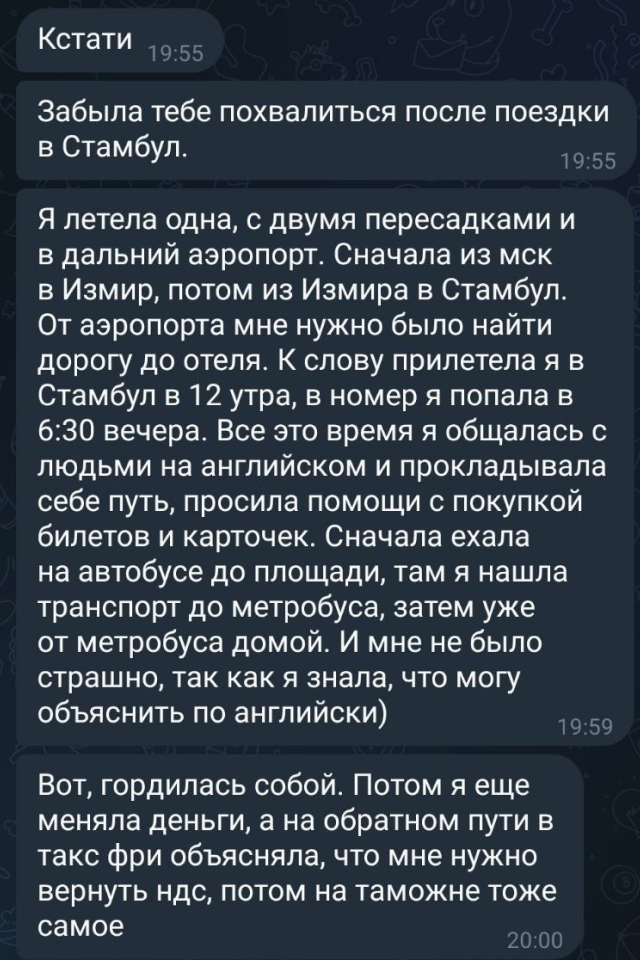 Кстати 19:55
Забыла тебе похвалиться после поездки
в Стамбул. 19:55
Я летела одна, с двумя пересадками и
в дальний аэропорт. Сначала из мск
в Измир, потом из Измира в Стамбул.
От аэропорта мне нужно было найти
дорогу до отеля. К слову прилетела я в
Стамбул в 12 утра, в номер я попала в
6:30 вечера. Все это время я общалась с
людьми на английском и прокладывала
себе путь, просила помощи с покупкой
билетов и карточек. Сначала ехала
на автобусе до площади, там я нашла
транспорт до метробуса, затем уже
от метробуса домой. И мне не было
страшно, так как я знала, что могу
объяснить по английски) 19:59
Вот, гордилась собой. Потом я еще
меняла деньги, а на обратном пути в
такс фри объясняла, что мне нужно
вернуть ндс, потом на таможне тоже
самое 20:00